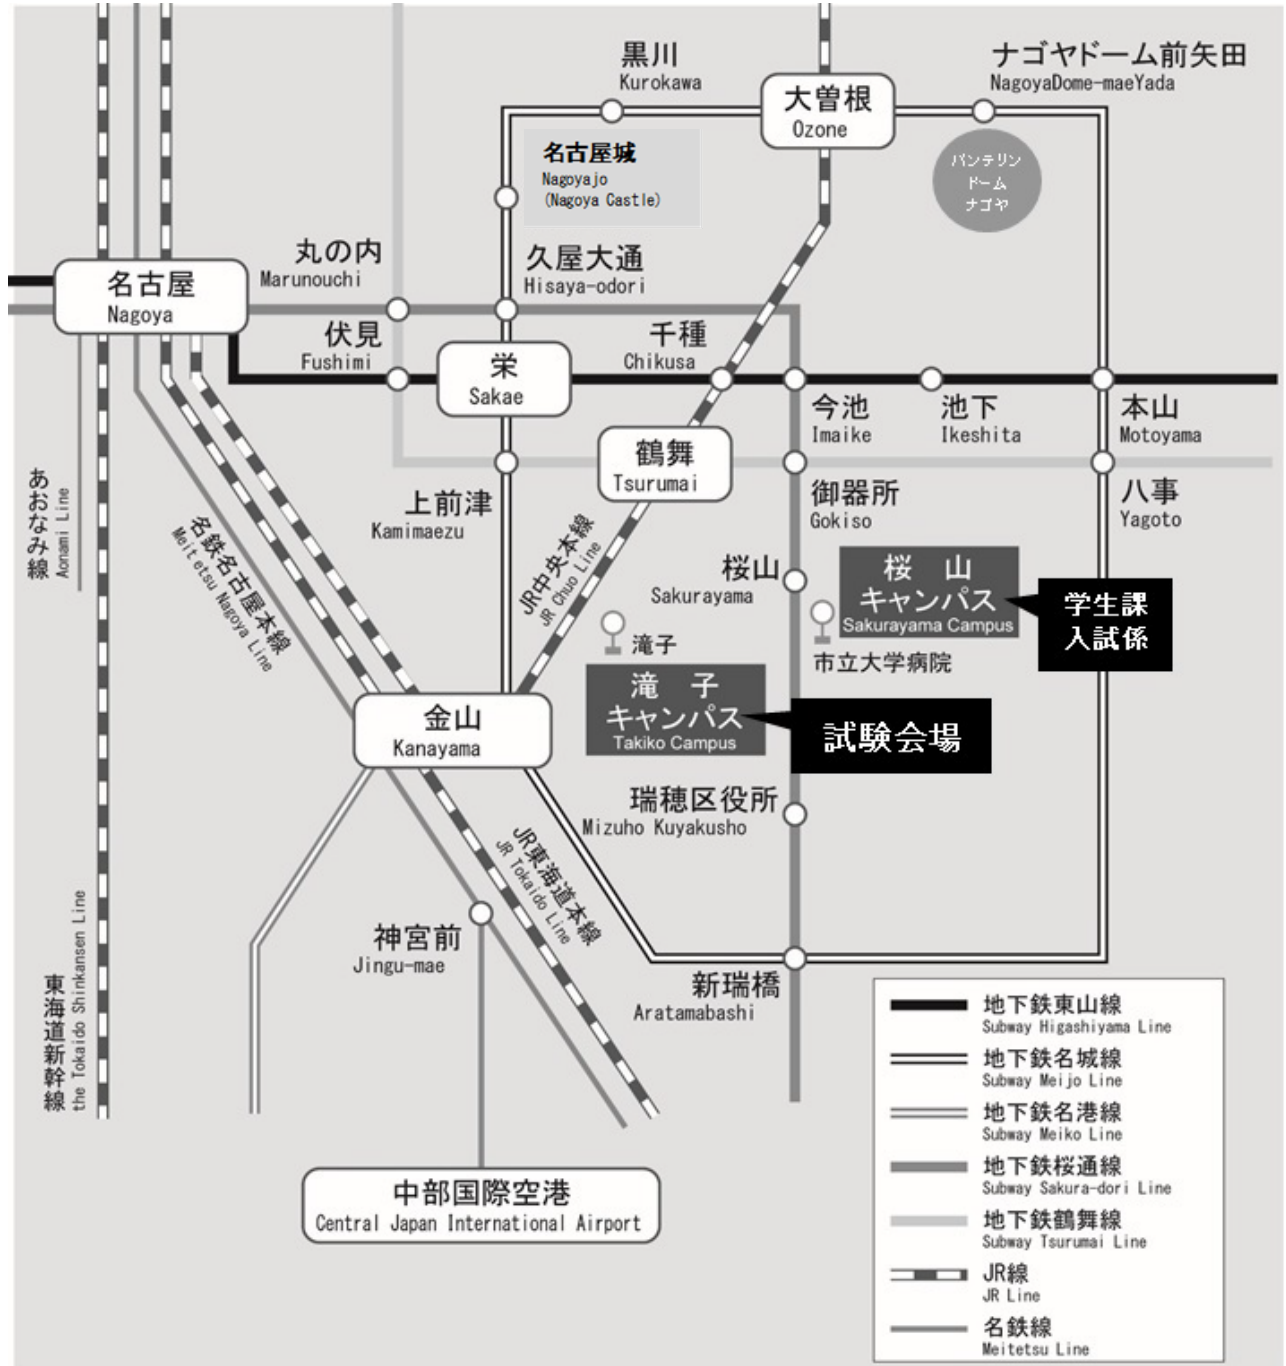 黒川
Kurokawa
大曽根
Ozone
ナゴヤドーム前矢田
NagoyaDome-maeYada
バンテリン
ドーム
ナゴヤ
名古屋城
Nagoyajo
(Nagoya Castle)
丸の内
Marunouchi
久屋大通
Hisaya-odori
名古屋
Nagoya
伏見
Fushimi
栄
Sakae
千種
Chikusa
今池
Imaike
池下
Ikeshita
本山
Motoyama
鶴舞
Tsurumai
上前津
Kamimaezu
御器所
Gokiso
八事
Yagoto
あおなみ線
Aonami Line
名鉄名古屋本線
Meitetsu Nagoya Line
JR中央本線
JR Chuo Line
桜山
Sakurayama
桜 山
キャンパス
Sakurayama Campus
学生課
入試係
滝子
市立大学病院
滝 子
キャンパス
Takiko Campus
試験会場
金山
Kanayama
瑞穂区役所
Mizuho Kuyakusho
JR東海道本線
JR Tokaido Line
神宮前
Jingu-mae
新瑞橋
Aratamabashi
東海道新幹線
the Tokaido Shinkansen Line
中部国際空港
Central Japan International Airport
地下鉄東山線
Subway Higashiyama Line
地下鉄名城線
Subway Meijo Line
地下鉄名港線
Subway Meiko Line
地下鉄桜通線
Subway Sakura-dori Line
地下鉄鶴舞線
Subway Tsurumai Line
JR線
JR Line
名鉄線
Meitetsu Line